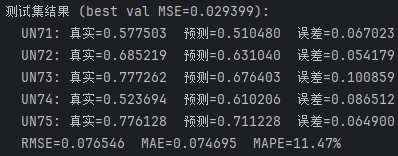 测试集结果 (best val MSE=0.029399):
UN71: 真实=0.577503 预测=0.510480 误差=0.067023
UN72: 真实=0.685219 预测=0.631040 误差=0.054179
UN73: 真实=0.777262 预测=0.676403 误差=0.100859
UN74: 真实=0.523694 预测=0.610206 误差=0.086512
UN75: 真实=0.776128 预测=0.711228 误差=0.064900
RMSE=0.076546 MAE=0.074695 MAPE=11.47%